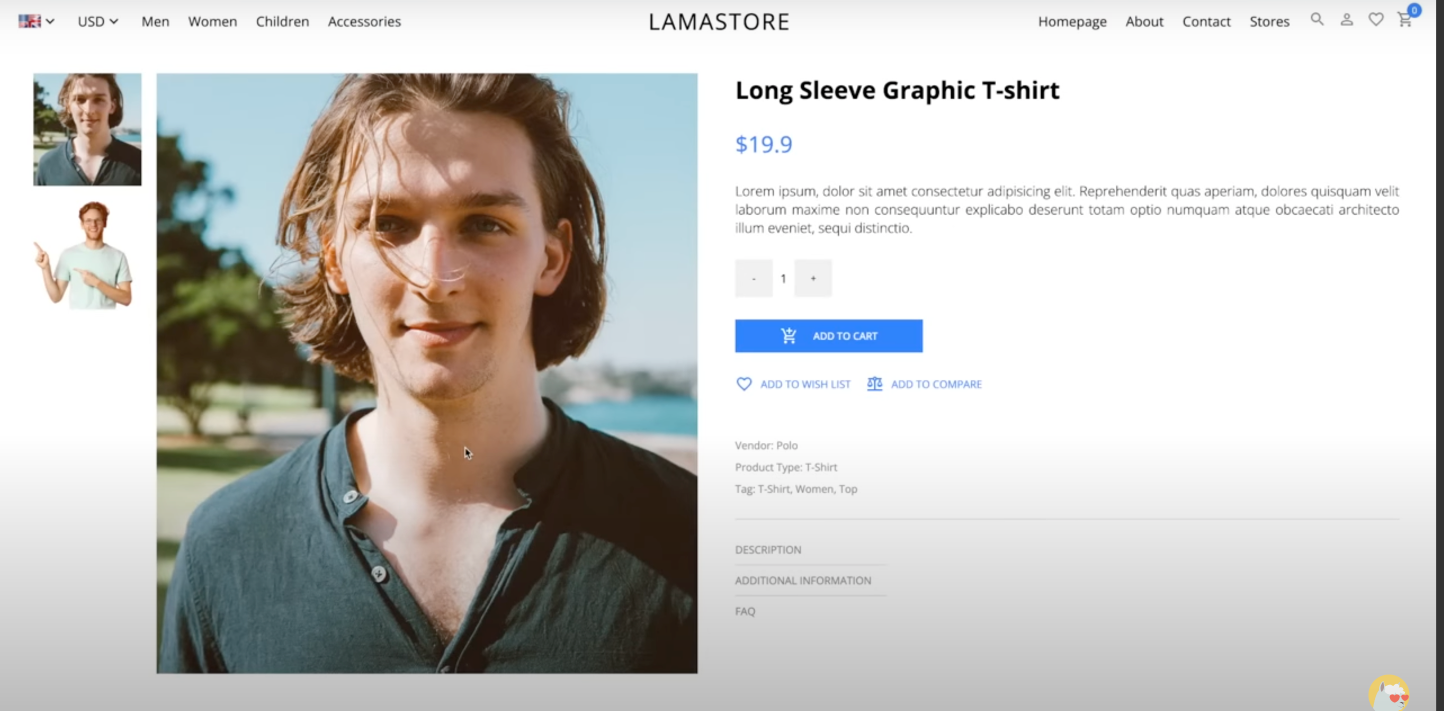 USD Men Women Children Accessories LAMASTORE Homepage About Contact Stores 0
Long Sleeve Graphic T-shirt
$19.9
Lorem ipsum, dolor sit amet consectetur adipisicing elit. Reprehenderit quas aperiam, dolores quisquam velit
laborum maxime non consequuntur explicabo deserunt totam optio numquam atque obcaecati architecto
illum eveniet, sequi distinctio.
- 1 +
ADD TO CART
ADD TO WISH LIST ADD TO COMPARE
Vendor: Polo
Product Type: T-Shirt
Tag: T-Shirt, Women, Top
DESCRIPTION
ADDITIONAL INFORMATION
FAQ